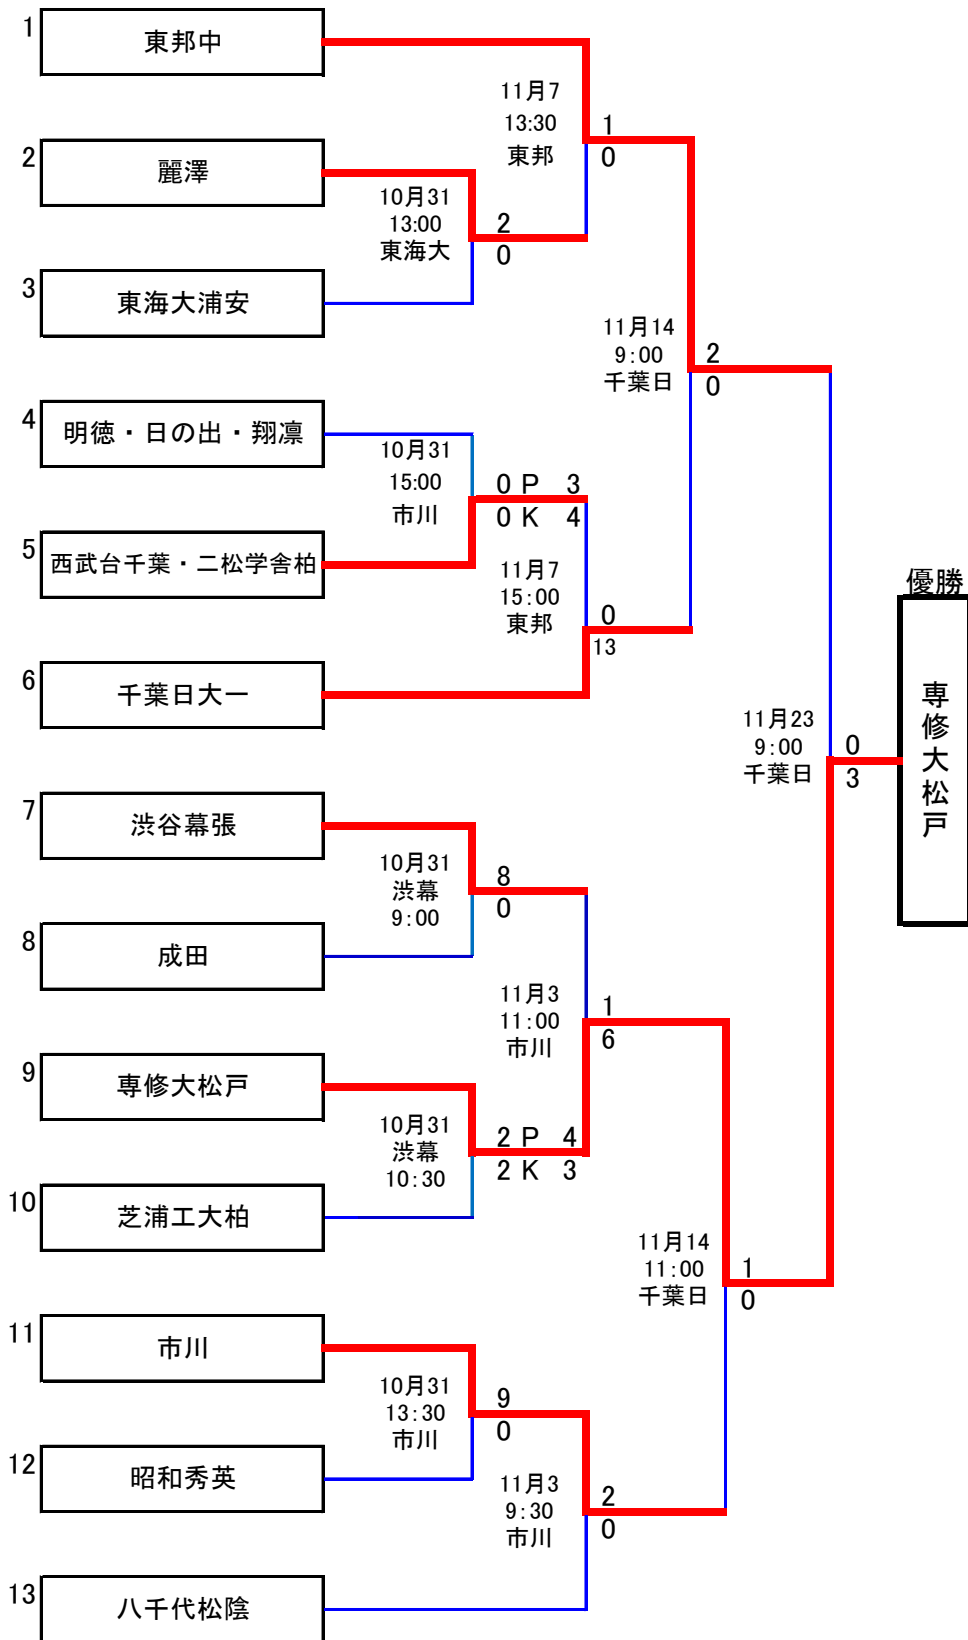 1
東邦中
11月7
13:30
東邦
1
0
2
麗澤
10月31
13:00
東海大
2
0
3
東海大浦安
11月14
9:00
千葉日
2
0
4
明徳・日の出・翔凛
10月31
15:00
市川
0 P 3
0 K 4
5
西武台千葉・二松学舎柏
11月7
15:00
東邦
0
13
6
千葉日大一
優勝
専修大松戸
11月23
9:00
千葉日
0
3
7
渋谷幕張
10月31
渋幕
9:00
8
0
8
成田
11月3
11:00
市川
1
6
9
専修大松戸
10月31
渋幕
10:30
2 P 4
2 K 3
10
芝浦工大柏
11月14
11:00
千葉日
1
0
11
市川
10月31
13:30
市川
9
0
12
昭和秀英
11月3
9:30
市川
2
0
13
八千代松陰